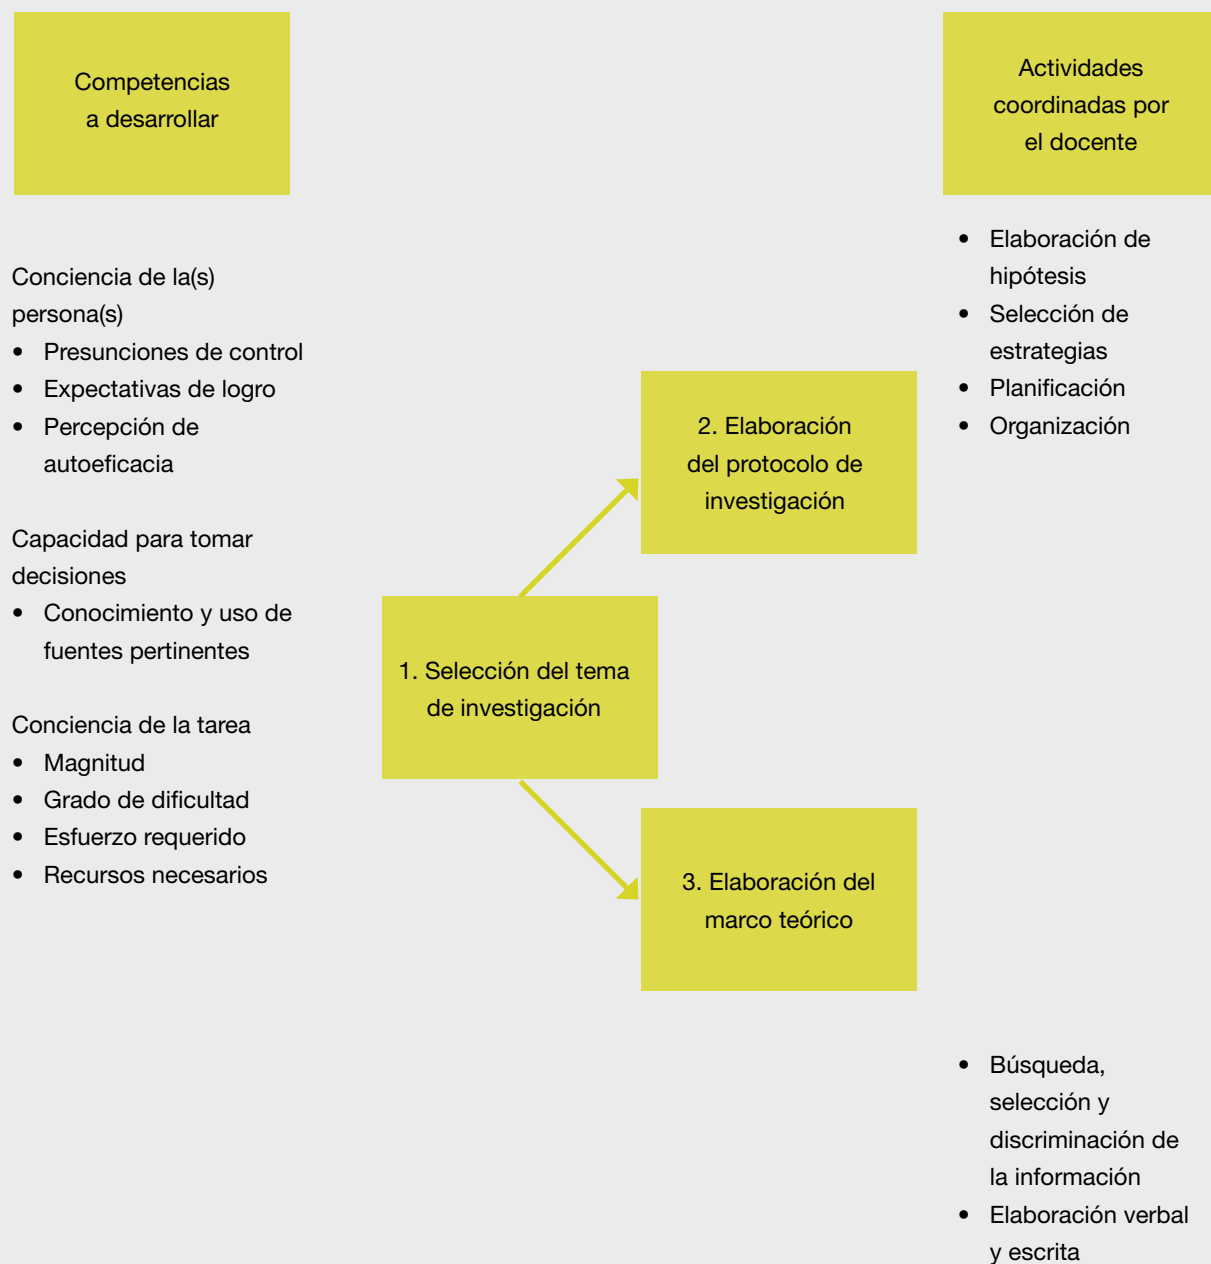 Competencias
a desarrollar
Actividades
coordinadas por
el docente
Conciencia de la(s)
persona(s)
• Presunciones de control
• Expectativas de logro
• Percepción de
autoeficacia
Capacidad para tomar
decisiones
• Conocimiento y uso de
fuentes pertinentes
Conciencia de la tarea
• Magnitud
• Grado de dificultad
• Esfuerzo requerido
• Recursos necesarios
1. Selección del tema
de investigación
2. Elaboración
del protocolo de
investigación
3. Elaboración del
marco teórico
• Elaboración de
hipótesis
• Selección de
estrategias
• Planificación
• Organización
• Búsqueda,
selección y
discriminación de
la información
• Elaboración verbal
y escrita